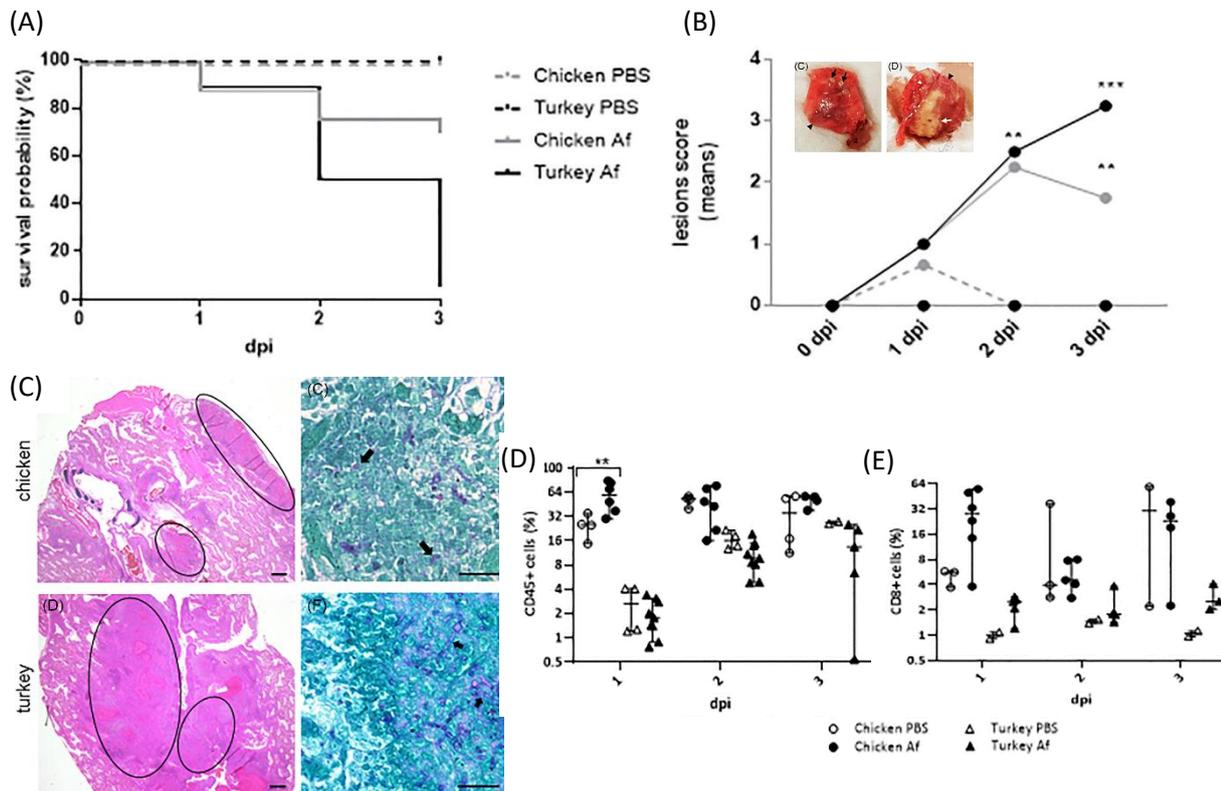 (A)
survival probability (%)
100
80
60
40
20
0
0 1 2 3
dpi
Chicken PBS
Turkey PBS
Chicken Af
Turkey Af
(B)
lesions score
(means)
4
3
2
1
0
(C)
(D)
**
***
**
0 dpi 1 dpi 2 dpi 3 dpi
(C)
chicken
(C)
turkey
(D)
(F)
(D)
CD45+ cells (%)
100
64
32
16
8
4
2
1
0.5
**
1 2 3
dpi
(E)
CD8+ cells (%)
64
32
16
8
4
2
1
0.5
1 2 3
dpi
Chicken PBS
Chicken Af
Turkey PBS
Turkey Af